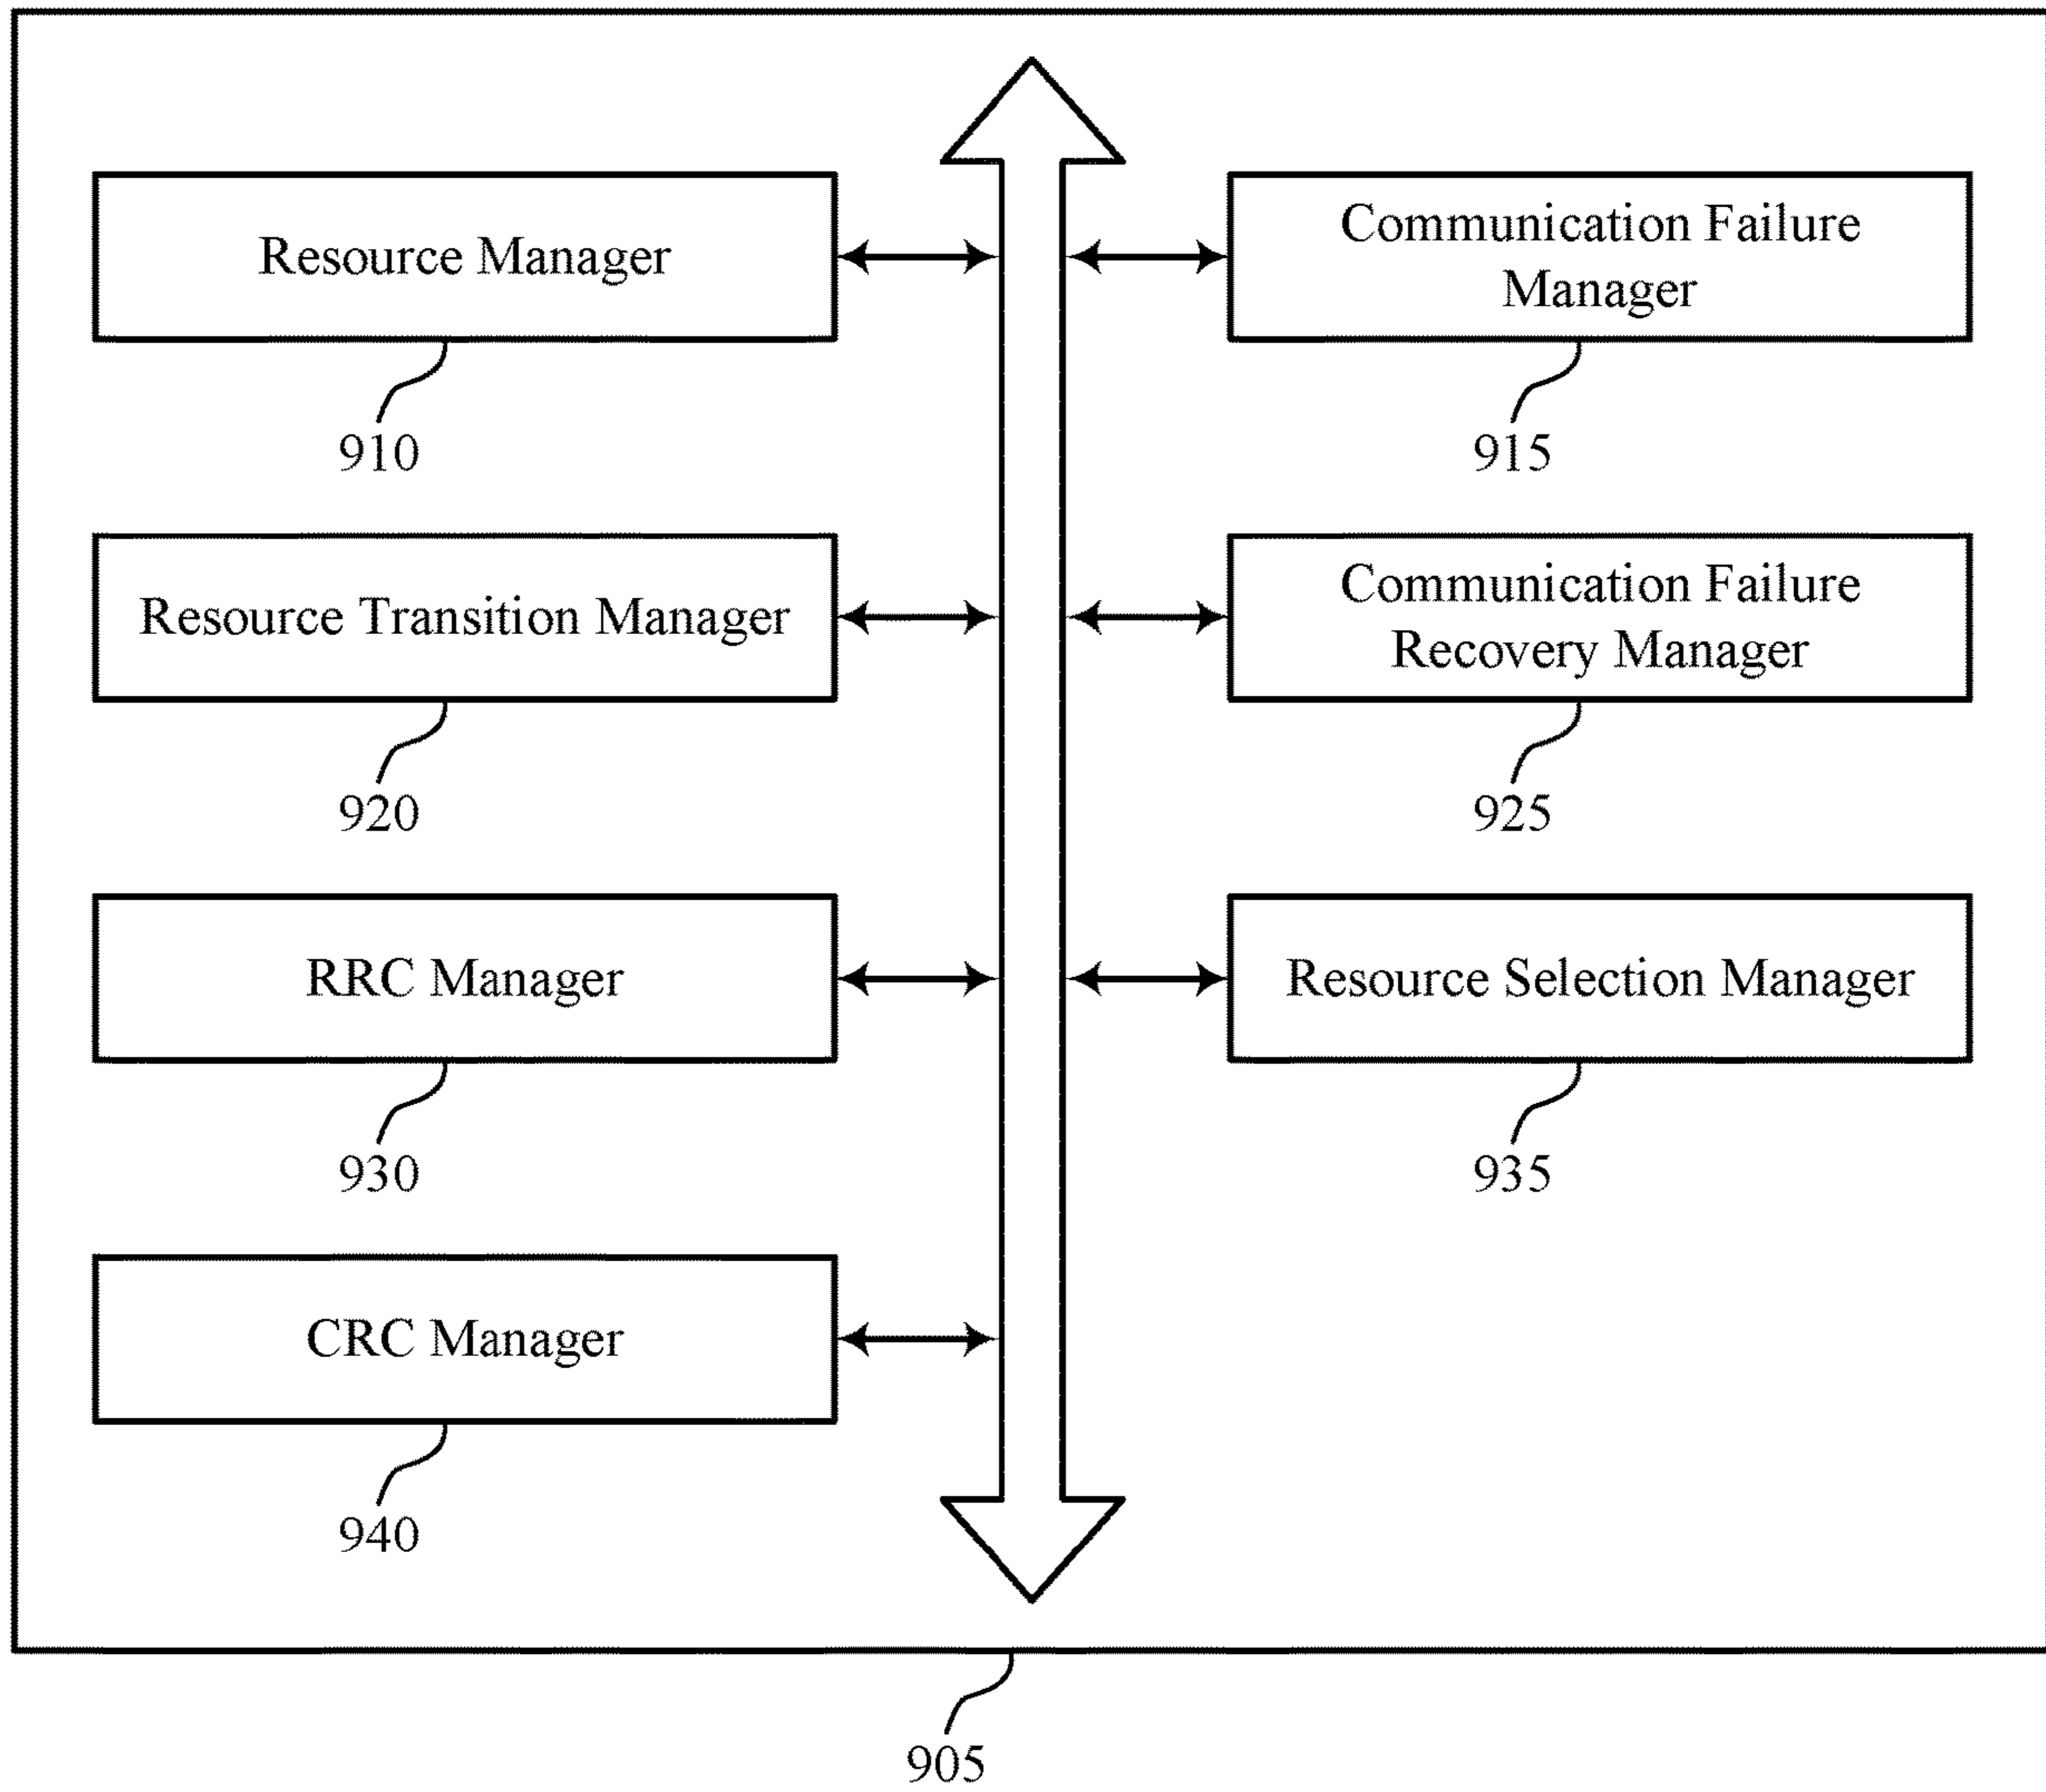 Resource Manager
910
Communication Failure
Manager
915
Resource Transition Manager
920
Communication Failure
Recovery Manager
925
RRC Manager
930
Resource Selection Manager
935
CRC Manager
940
905